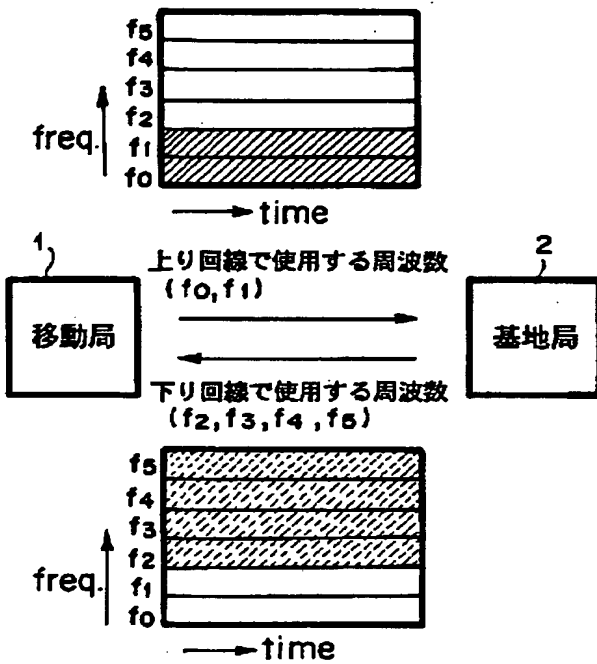 f5
f4
f3
f2
f1
f0
freq.
time
1
2
上り回線で使用する周波数
(f0,f1)
移動局
基地局
下り回線で使用する周波数
(f2,f3,f4,f5)
f5
f4
f3
f2
f1
f0
freq.
time